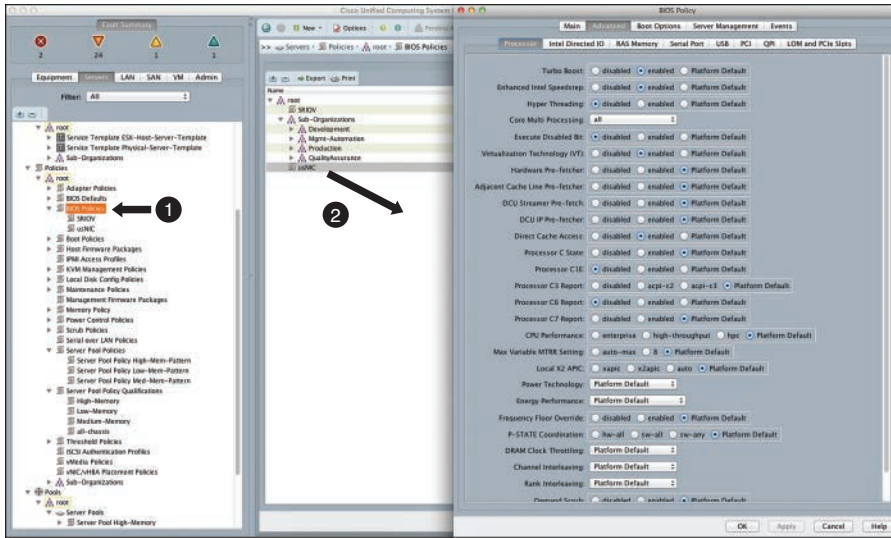 Cisco Unified Computing System
Fault Summary
2 24 1 1
Equipment Servers LAN SAN VM Admin
Filter: All
root
Service Template ESX-Host-Server-Template
Service Template Physical-Server-Template
Sub-Organizations
Policies
root
Adapter Policies
BIOS Defaults
BIOS Policies
SRIOV
usNIC
Boot Policies
Host Firmware Packages
IPMI Access Profiles
KVM Management Policies
Local Disk Config Policies
Maintenance Policies
Management Firmware Packages
Memory Policy
Power Control Policies
Scrub Policies
Serial over LAN Policies
Server Pool Policies
Server Pool Policy High-Mem-Pattern
Server Pool Policy Low-Mem-Pattern
Server Pool Policy Med-Mem-Pattern
Server Pool Policy Qualifications
High-Memory
Low-Memory
Medium-Memory
all-chassis
Threshold Policies
iSCSI Authentication Profiles
vMedia Policies
vNIC/vHBA Placement Policies
Sub-Organizations
Pools
root
Server Pools
Server Pool High-Memory
1
New Options Pending
>> Servers Policies root BIOS Policies
Export Print
Name
root
SRIOV
Sub-Organizations
Development
Mgmt-Automation
Production
QualityAssurance
usNIC
2
BIOS Policy
Main Advanced Boot Options Server Management Events
Processor Intel Directed IO RAS Memory Serial Port USB PCI QPI LOM and PCIe Slots
Turbo Boost: disabled enabled Platform Default
Enhanced Intel Speedstep: disabled enabled Platform Default
Hyper Threading: disabled enabled Platform Default
Core Multi Processing: all
Execute Disabled Bit: disabled enabled Platform Default
Virtualization Technology (VT): disabled enabled Platform Default
Hardware Pre-fetcher: disabled enabled Platform Default
Adjacent Cache Line Pre-fetcher: disabled enabled Platform Default
DCU Streamer Pre-fetch: disabled enabled Platform Default
DCU IP Pre-fetcher: disabled enabled Platform Default
Direct Cache Access: disabled enabled Platform Default
Processor C State: disabled enabled Platform Default
Processor C1E: disabled enabled Platform Default
Processor C3 Report: disabled acpi-c2 acpi-c3 Platform Default
Processor C6 Report: disabled enabled Platform Default
Processor C7 Report: disabled enabled Platform Default
CPU Performance: enterprise high-throughput hpc Platform Default
Max Variable MTRR Setting: auto-max 8 Platform Default
Local X2 APIC: xapic x2apic auto Platform Default
Power Technology: Platform Default
Energy Performance: Platform Default
Frequency Floor Override: disabled enabled Platform Default
P-STATE Coordination: hw-all sw-all sw-any Platform Default
DRAM Clock Throttling: Platform Default
Channel Interleaving: Platform Default
Rank Interleaving: Platform Default
Demand Scrub: disabled enabled Platform Default
OK Apply Cancel Help